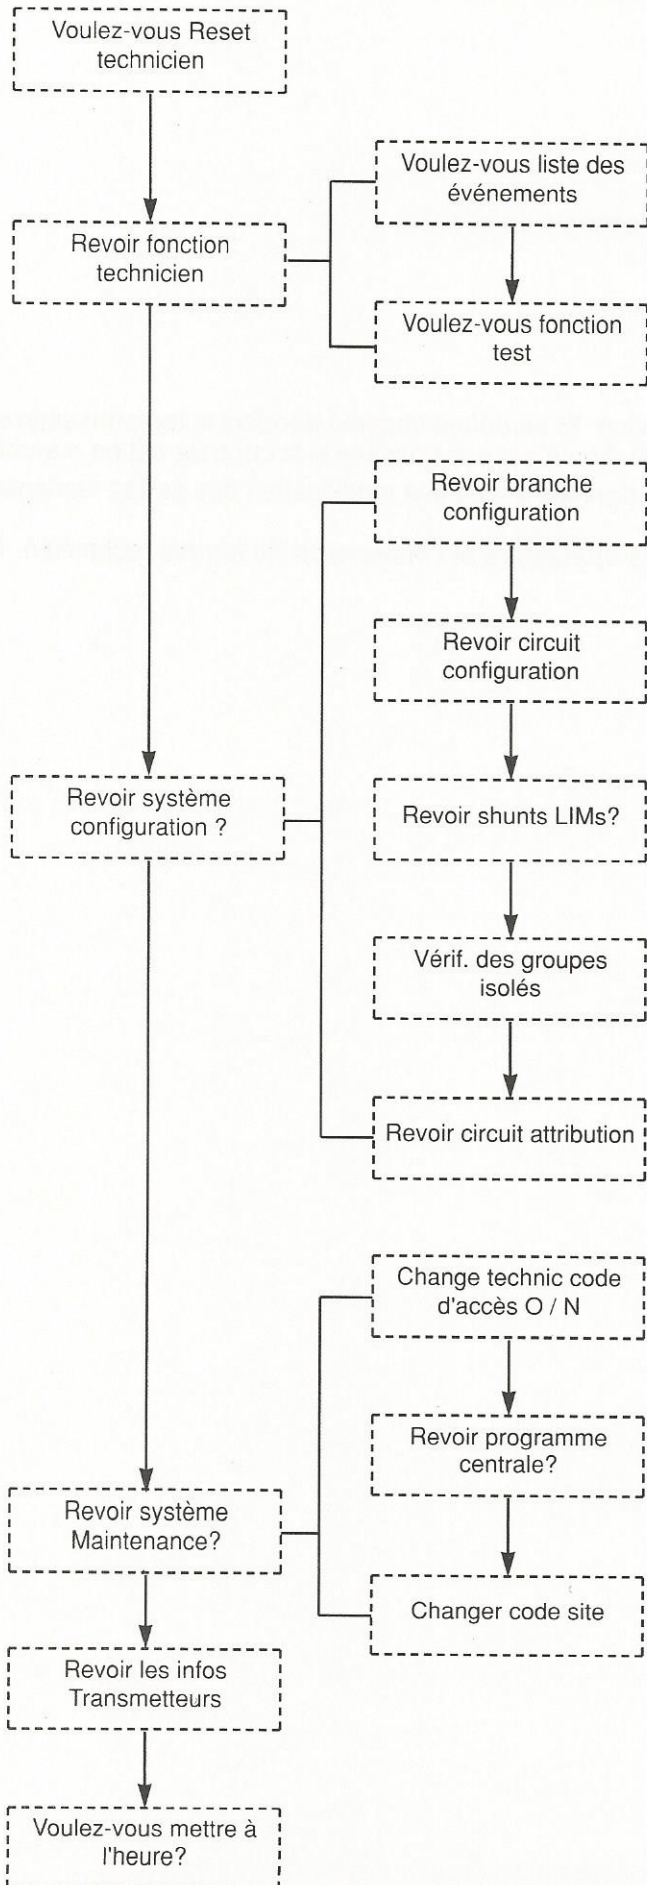 Voulez-vous Reset
technicien
Voulez-vous liste des
événements
Revoir fonction
technicien
Voulez-vous fonction
test
Revoir branche
configuration
Revoir circuit
configuration
Revoir système
configuration ?
Revoir shunts LIMs?
Vérif. des groupes
isolés
Revoir circuit attribution
Change technic code
d'accès O / N
Revoir programme
centrale?
Revoir système
Maintenance?
Changer code site
Revoir les infos
Transmetteurs
Voulez-vous mettre à
l'heure?